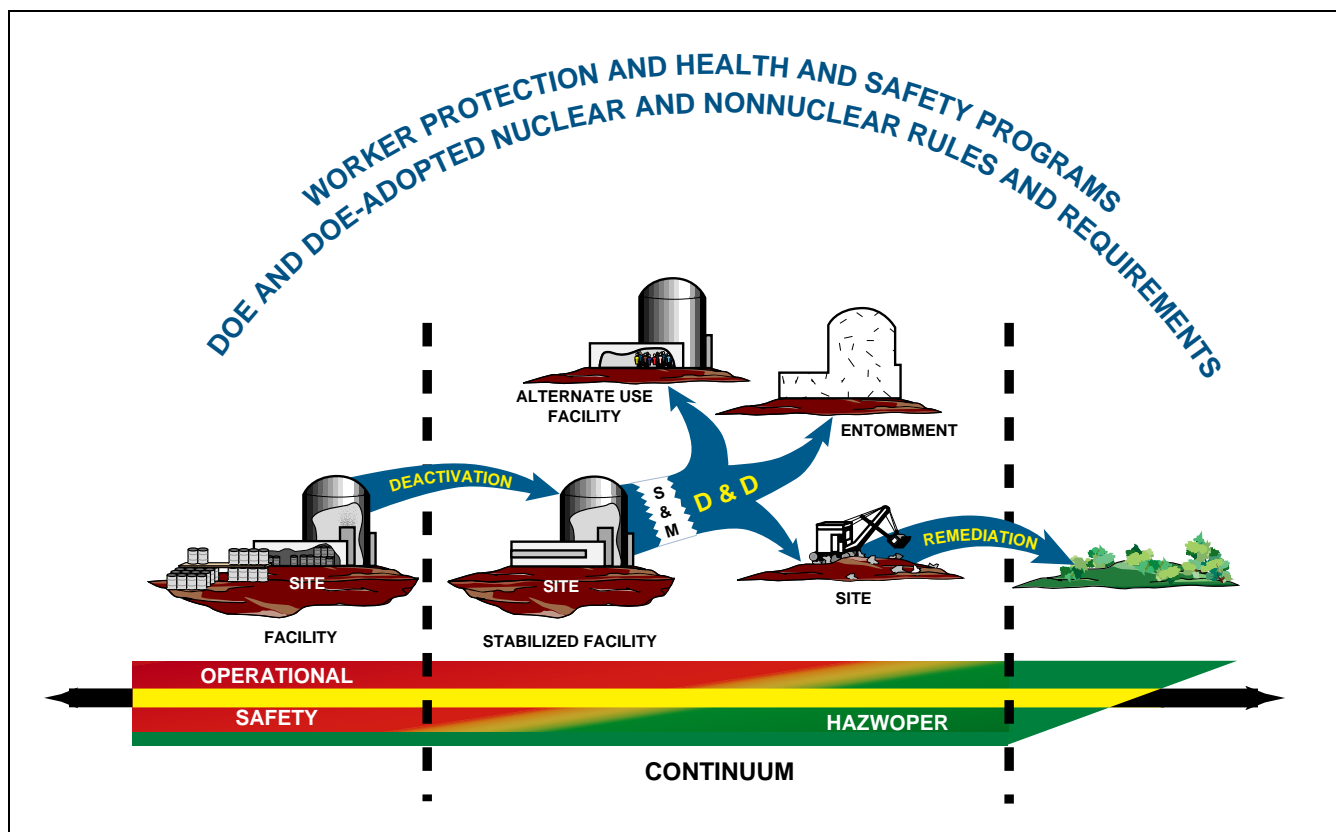 WORKER PROTECTION AND HEALTH AND SAFETY PROGRAMS
DOE AND DOE-ADOPTED NUCLEAR AND NONNUCLEAR RULES AND REQUIREMENTS
ALTERNATE USE
FACILITY
ENTOMBMENT
DEACTIVATION
S
&
M
D & D
REMEDIATION
SITE
SITE
SITE
FACILITY
STABILIZED FACILITY
OPERATIONAL
SAFETY
HAZWOPER
CONTINUUM